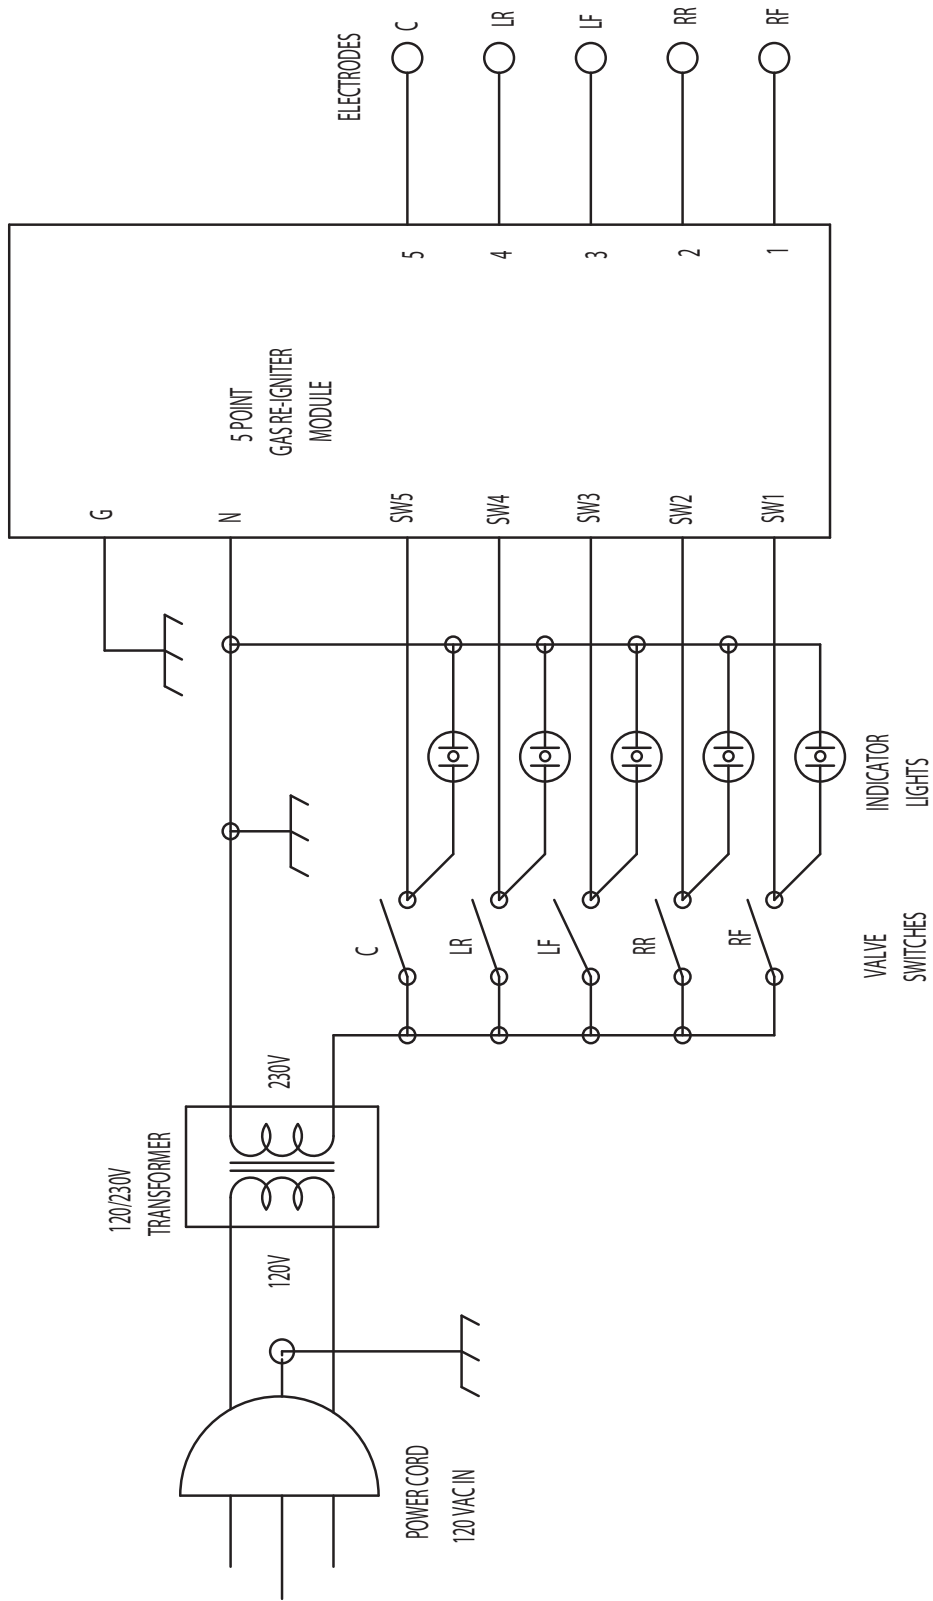 POWER CORD
120 VAC IN
120/230V
TRANSFORMER
120V
230V
C
LR
LF
RR
RF
VALVE
SWITCHES
INDICATOR
LIGHTS
G
N
SW5
SW4
SW3
SW2
SW1
5 POINT
GAS RE-IGNITER
MODULE
5
4
3
2
1
ELECTRODES
C
LR
LF
RR
RF